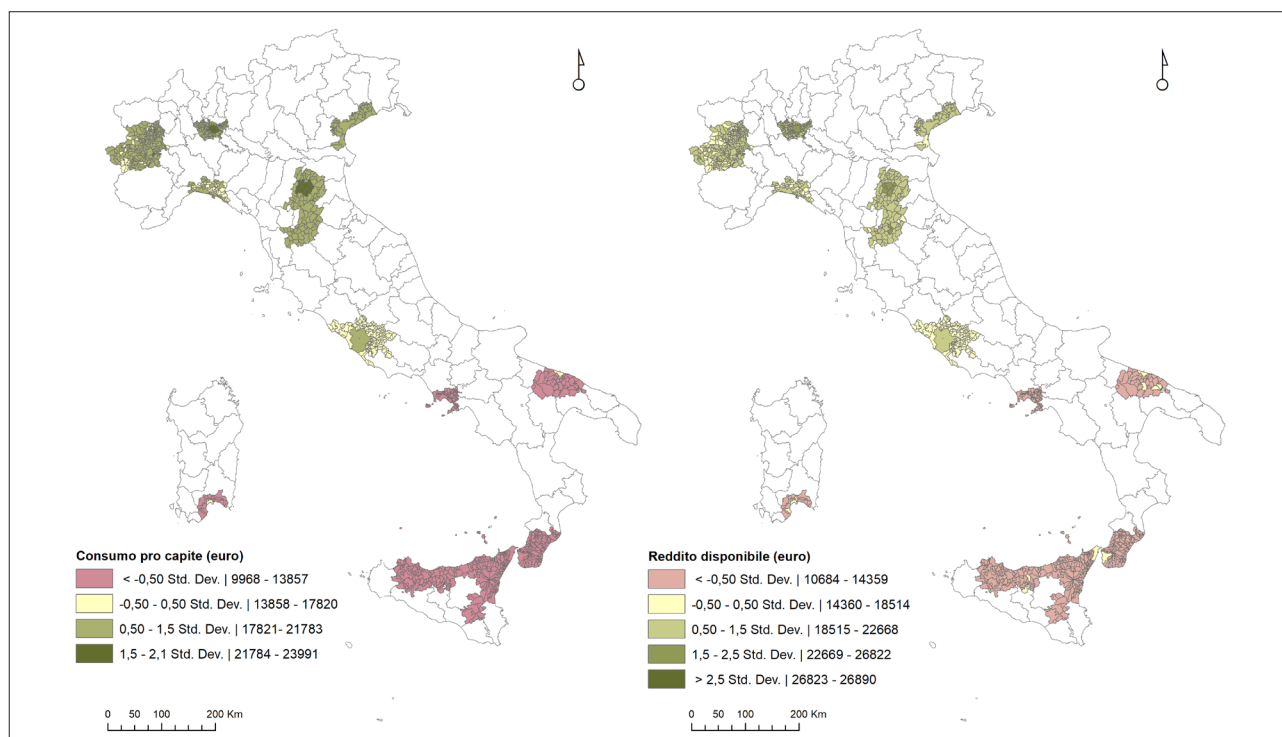 Consumo pro capite (euro)
< -0,50 Std. Dev. | 9968 - 13857
-0,50 - 0,50 Std. Dev. | 13858 - 17820
0,50 - 1,5 Std. Dev. | 17821- 21783
1,5 - 2,1 Std. Dev. | 21784 - 23991
0 50 100 200 Km
Reddito disponibile (euro)
< -0,50 Std. Dev. | 10684 - 14359
-0,50 - 0,50 Std. Dev. | 14360 - 18514
0,50 - 1,5 Std. Dev. | 18515 - 22668
1,5 - 2,5 Std. Dev. | 22669 - 26822
> 2,5 Std. Dev. | 26823 - 26890
0 50 100 200 Km